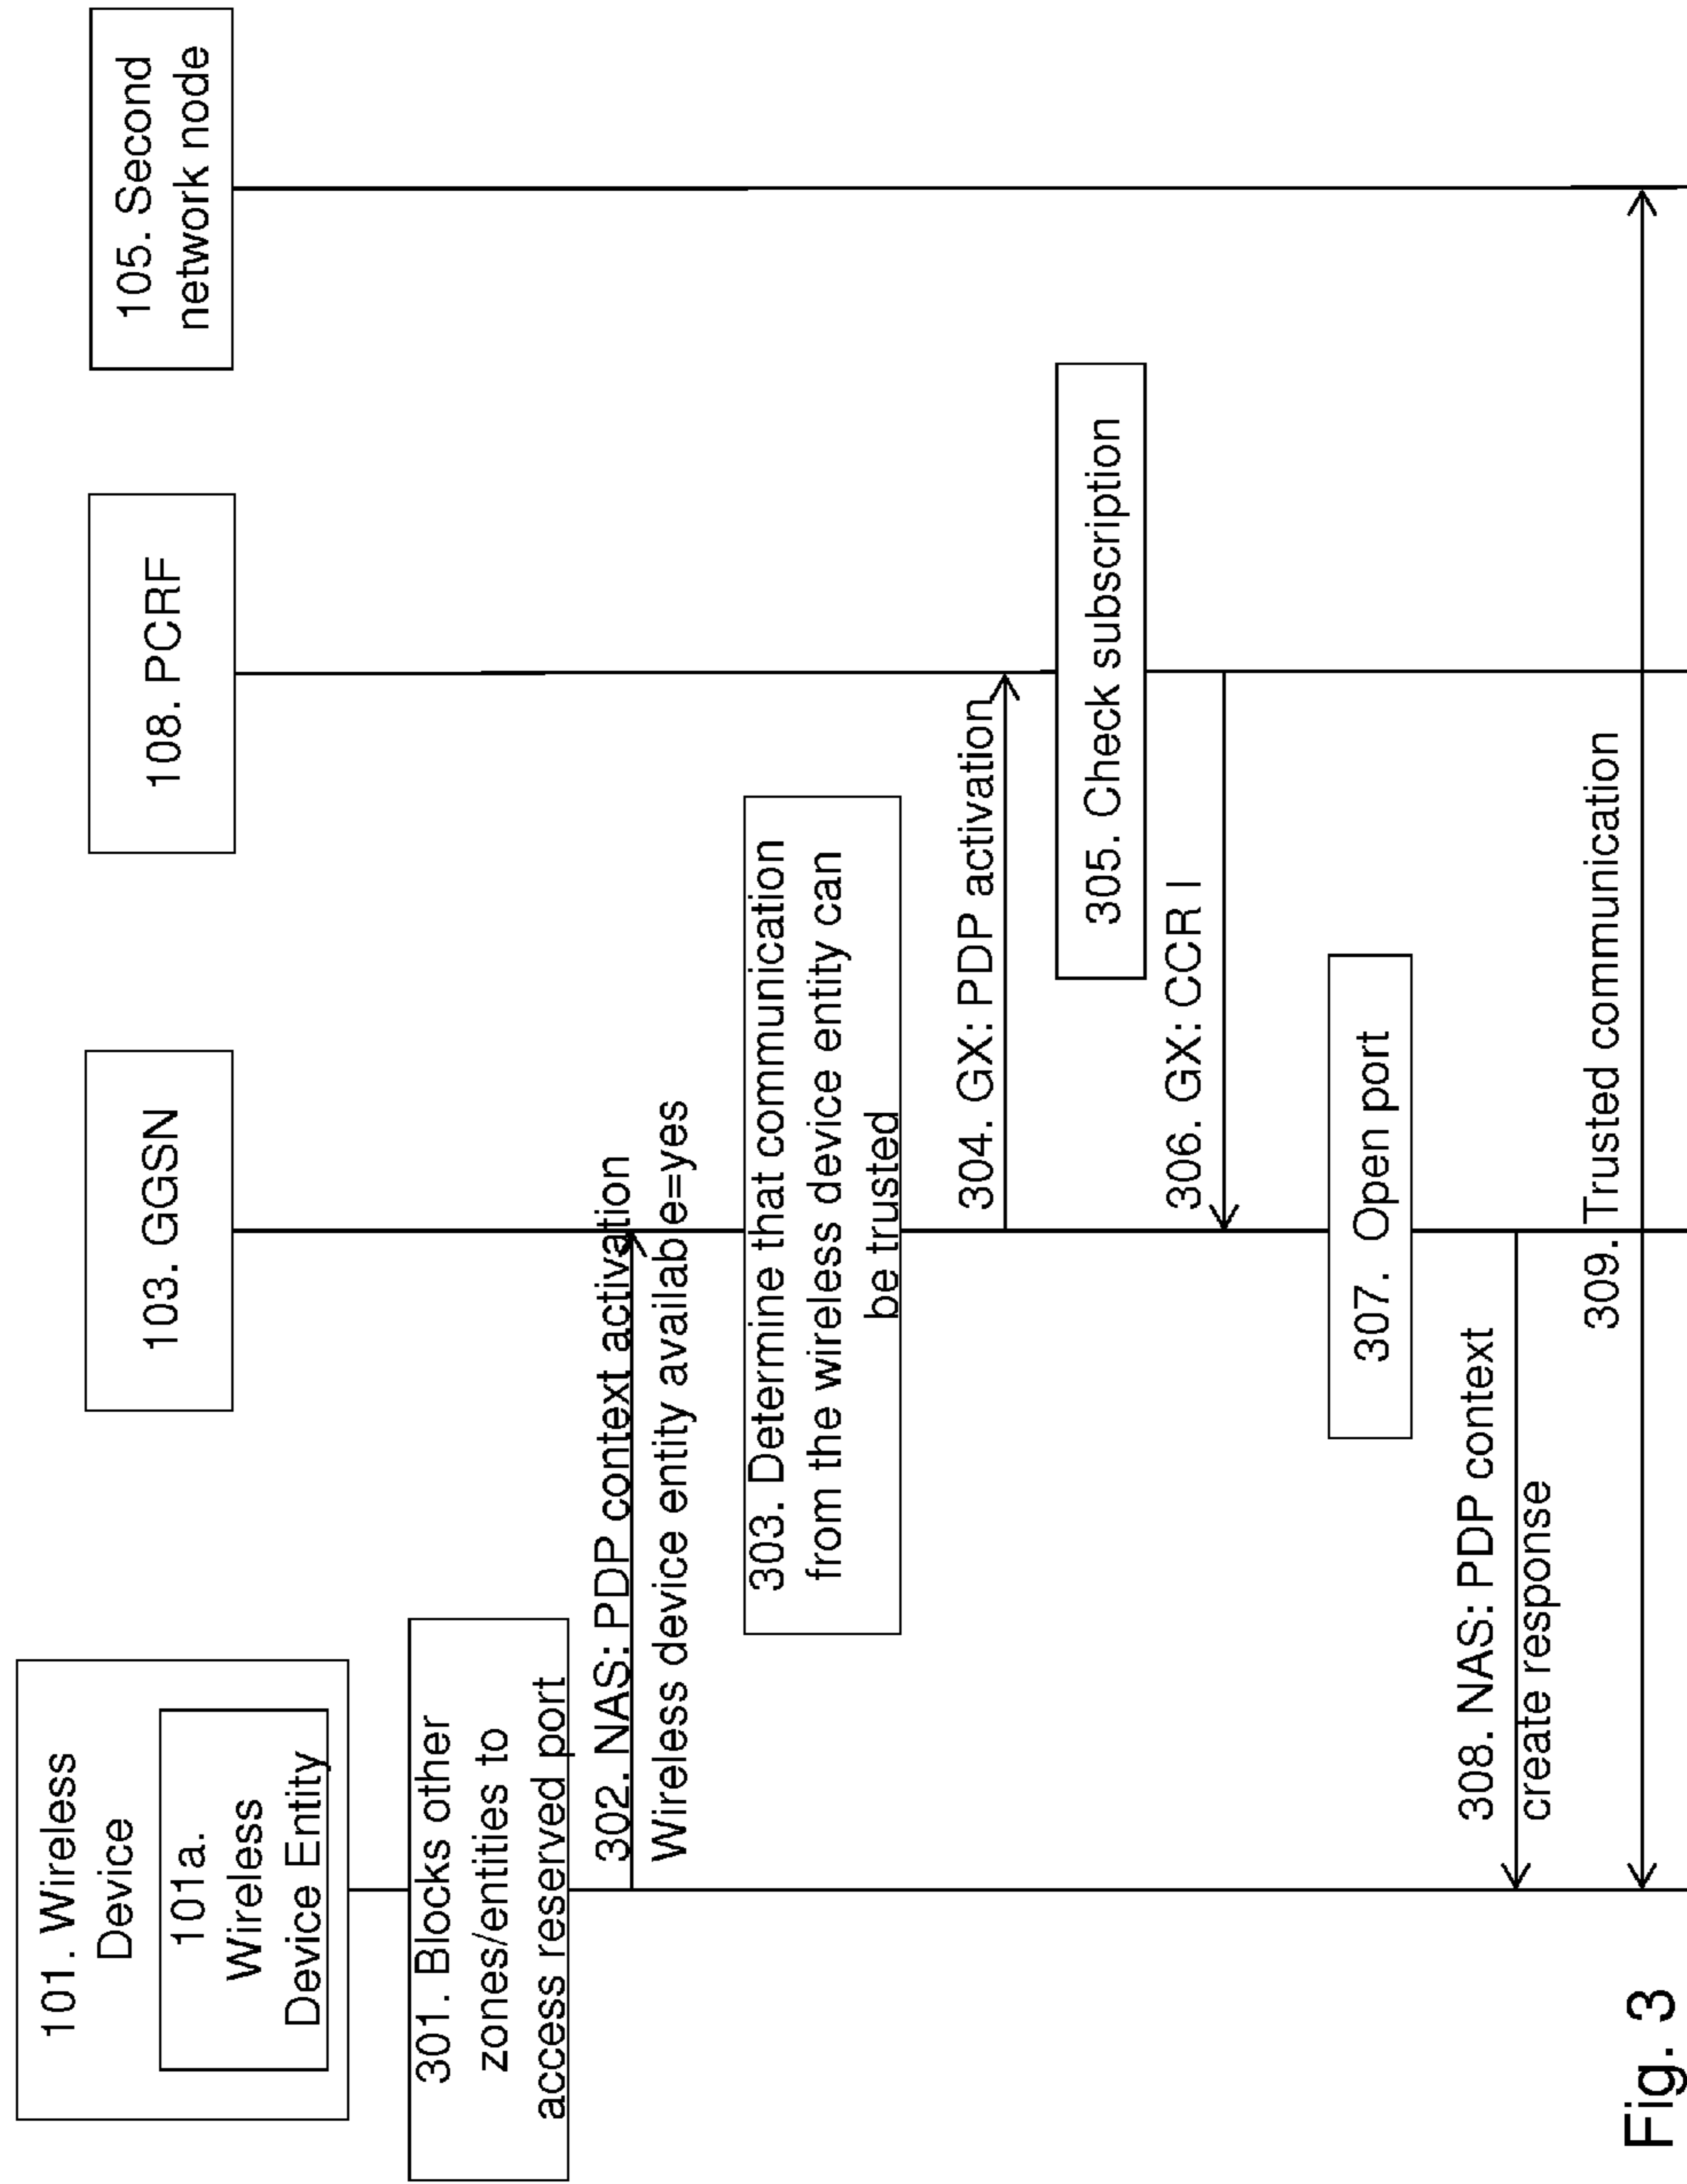 101. Wireless
Device
101a.
Wireless
Device Entity
103. GGSN
108. PCRF
105. Second
network node
301. Blocks other
zones/entities to
access reserved port
302. NAS: PDP context activation
Wireless device entity available=yes
303. Determine that communication
from the wireless device entity can
be trusted
304. GX: PDP activation
305. Check subscription
306. GX: CCR I
307. Open port
308. NAS: PDP context
create response
309. Trusted communication
Fig. 3